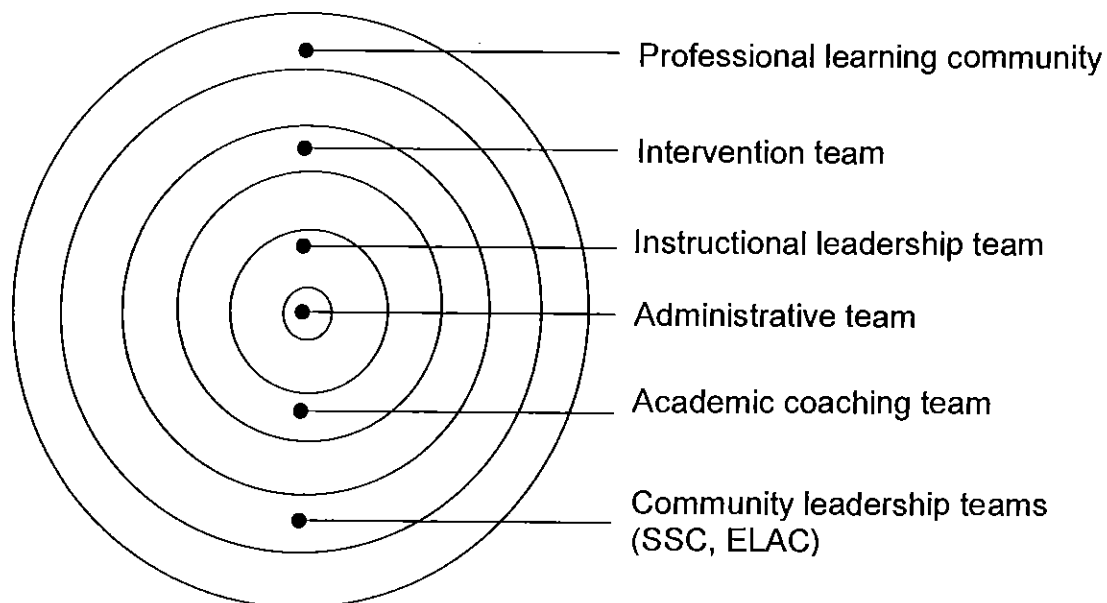 Professional learning community
Intervention team
Instructional leadership team
Administrative team
Academic coaching team
Community leadership teams
(SSC, ELAC)